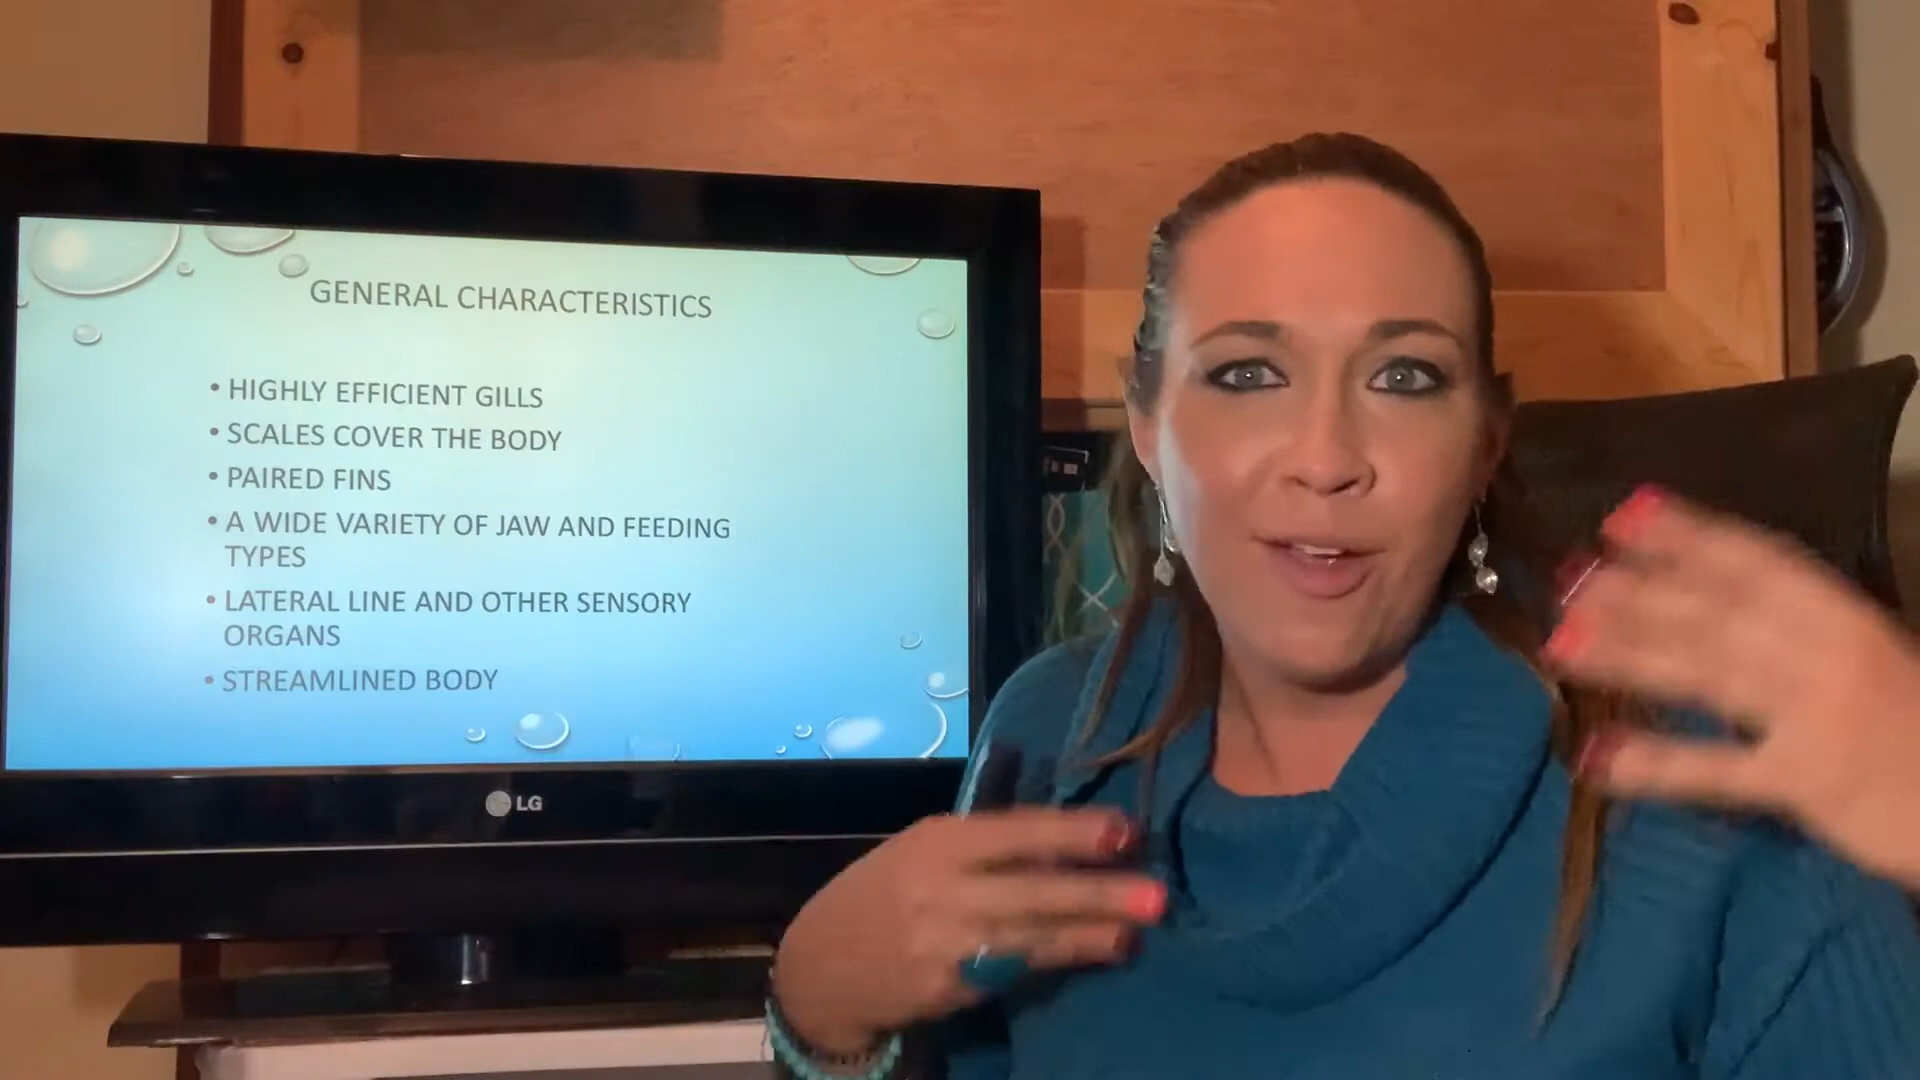 GENERAL CHARACTERISTICS
• HIGHLY EFFICIENT GILLS
• SCALES COVER THE BODY
• PAIRED FINS
• A WIDE VARIETY OF JAW AND FEEDING
TYPES
• LATERAL LINE AND OTHER SENSORY
ORGANS
• STREAMLINED BODY
LG